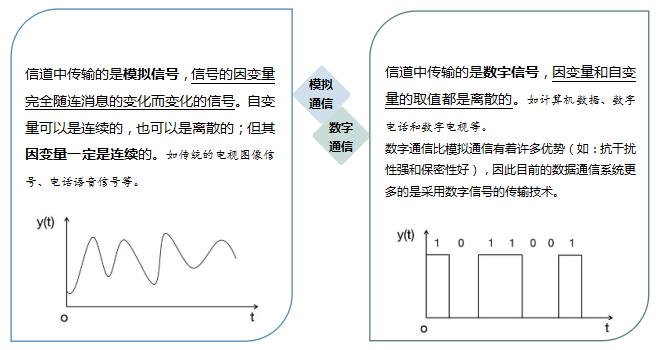 信道中传输的是模拟信号，信号的因变量
完全随连消息的变化而变化的信号。自变
量可以是连续的，也可以是离散的；但其
因变量一定是连续的。如传统的电视图像信
号、电话语音信号等。
y(t)
o
t
模拟
通信
数字
通信
信道中传输的是数字信号，因变量和自变
量的取值都是离散的。如计算机数据、数字
电话和数字电视等。
数字通信比模拟通信有着许多优势（如：抗干扰
性强和保密性好），因此目前的数据通信系统更
多的是采用数字信号的传输技术。
y(t)
1 0 1 1 0 0 1
o
t